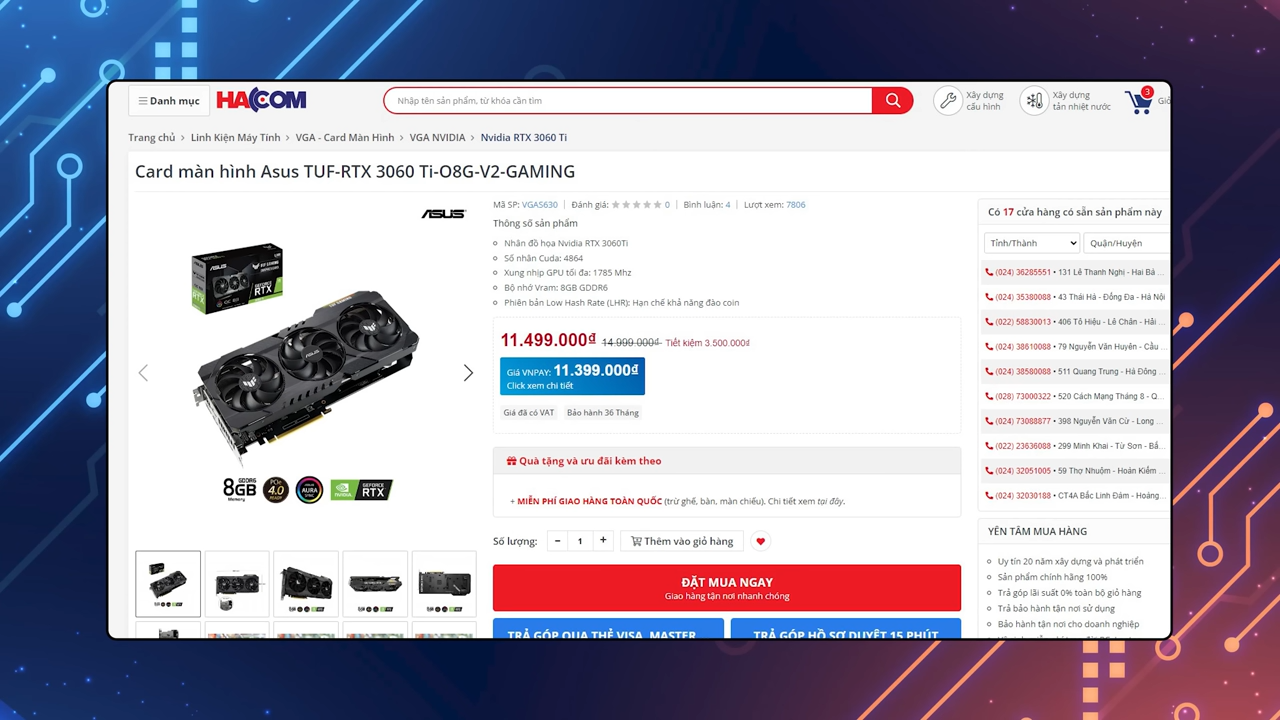 Danh mục
HACOM
Nhập tên sản phẩm, từ khóa cần tìm
Xây dựng
cấu hình
Xây dựng
tản nhiệt nước
3
Giỏ
Trang chủ > Linh Kiện Máy Tính > VGA - Card Màn Hình > VGA NVIDIA > Nvidia RTX 3060 Ti
Card màn hình Asus TUF-RTX 3060 Ti-O8G-V2-GAMING
ASUS
8GB GDDR6 Memory
PCIe 4.0 READY
AURA SYNC
NVIDIA GEFORCE RTX
Mã SP: VGAS630 | Đánh giá: 0 | Bình luận: 4 | Lượt xem: 7806
Thông số sản phẩm
Nhân đồ họa Nvidia RTX 3060Ti
Số nhân Cuda: 4864
Xung nhịp GPU tối đa: 1785 Mhz
Bộ nhớ Vram: 8GB GDDR6
Phiên bản Low Hash Rate (LHR): Hạn chế khả năng đào coin
11.499.000₫ 14.999.000₫ Tiết kiệm 3.500.000₫
Giá VNPAY: 11.399.000₫
Click xem chi tiết
Giá đã có VAT Bảo hành 36 Tháng
Quà tặng và ưu đãi kèm theo
+ MIỄN PHÍ GIAO HÀNG TOÀN QUỐC (trừ ghế, bàn, màn chiếu). Chi tiết xem tại đây.
Số lượng: - 1 + Thêm vào giỏ hàng
ĐẶT MUA NGAY
Giao hàng tận nơi nhanh chóng
TRẢ GÓP QUA THẺ VISA, MASTER
TRẢ GÓP HỒ SƠ DUYỆT 15 PHÚT
Có 17 cửa hàng có sẵn sản phẩm này
Tỉnh/Thành Quận/Huyện
(024) 36285551 • 131 Lê Thanh Nghị - Hai Bà ...
(024) 35380088 • 43 Thái Hà - Đống Đa - Hà Nội
(022) 58830013 • 406 Tô Hiệu - Lê Chân - Hải ...
(024) 38610088 • 79 Nguyễn Văn Huyên - Cầu ...
(024) 38580088 • 511 Quang Trung - Hà Đông ...
(028) 73000322 • 520 Cách Mạng Tháng 8 - Q...
(024) 73088877 • 398 Nguyễn Văn Cừ - Long ...
(022) 23636088 • 299 Minh Khai - Từ Sơn - Bắ...
(024) 32051005 • 59 Thợ Nhuộm - Hoàn Kiếm ...
(024) 32030188 • CT4A Bắc Linh Đàm - Hoàng...
YÊN TÂM MUA HÀNG
Uy tín 20 năm xây dựng và phát triển
Sản phẩm chính hãng 100%
Trả góp lãi suất 0% toàn bộ giỏ hàng
Trả bảo hành tận nơi sử dụng
Bảo hành tận nơi cho doanh nghiệp